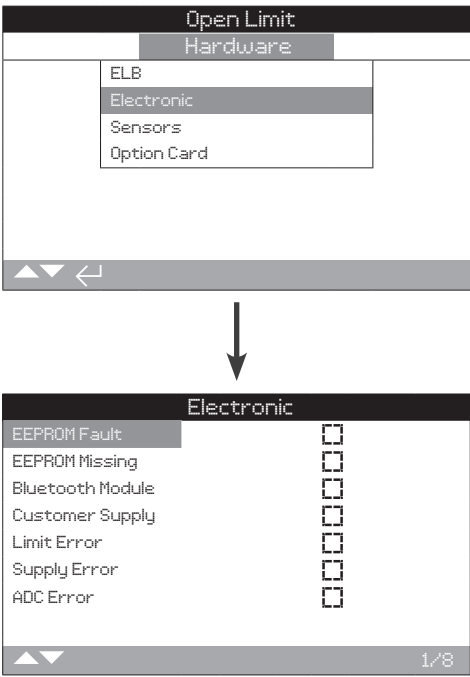 Open Limit
Hardware
ELB
Electronic
Sensors
Option Card
Electronic
EEPROM Fault
EEPROM Missing
Bluetooth Module
Customer Supply
Limit Error
Supply Error
ADC Error
1/8